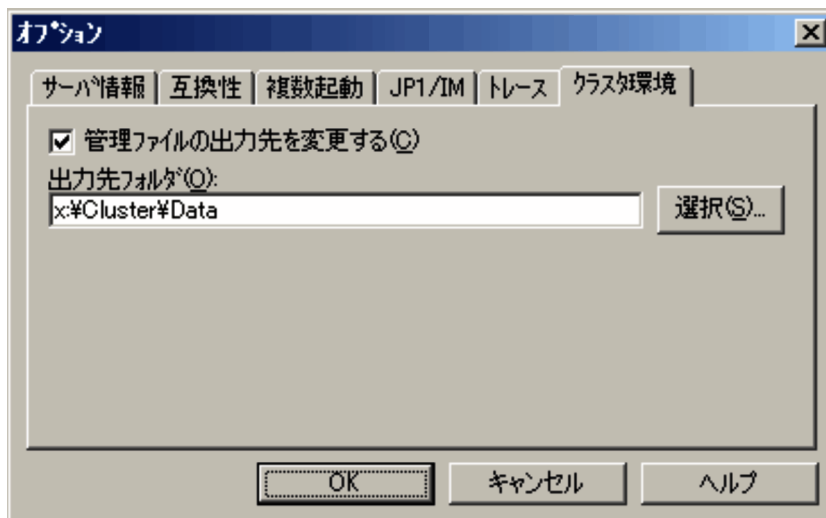 オプション
サーバ情報 互換性 複数起動 JP1/IM トレース クラスタ環境
管理ファイルの出力先を変更する(C)
出力先フォルダ(O):
x:¥Cluster¥Data 選択(S)...
OK キャンセル ヘルプ